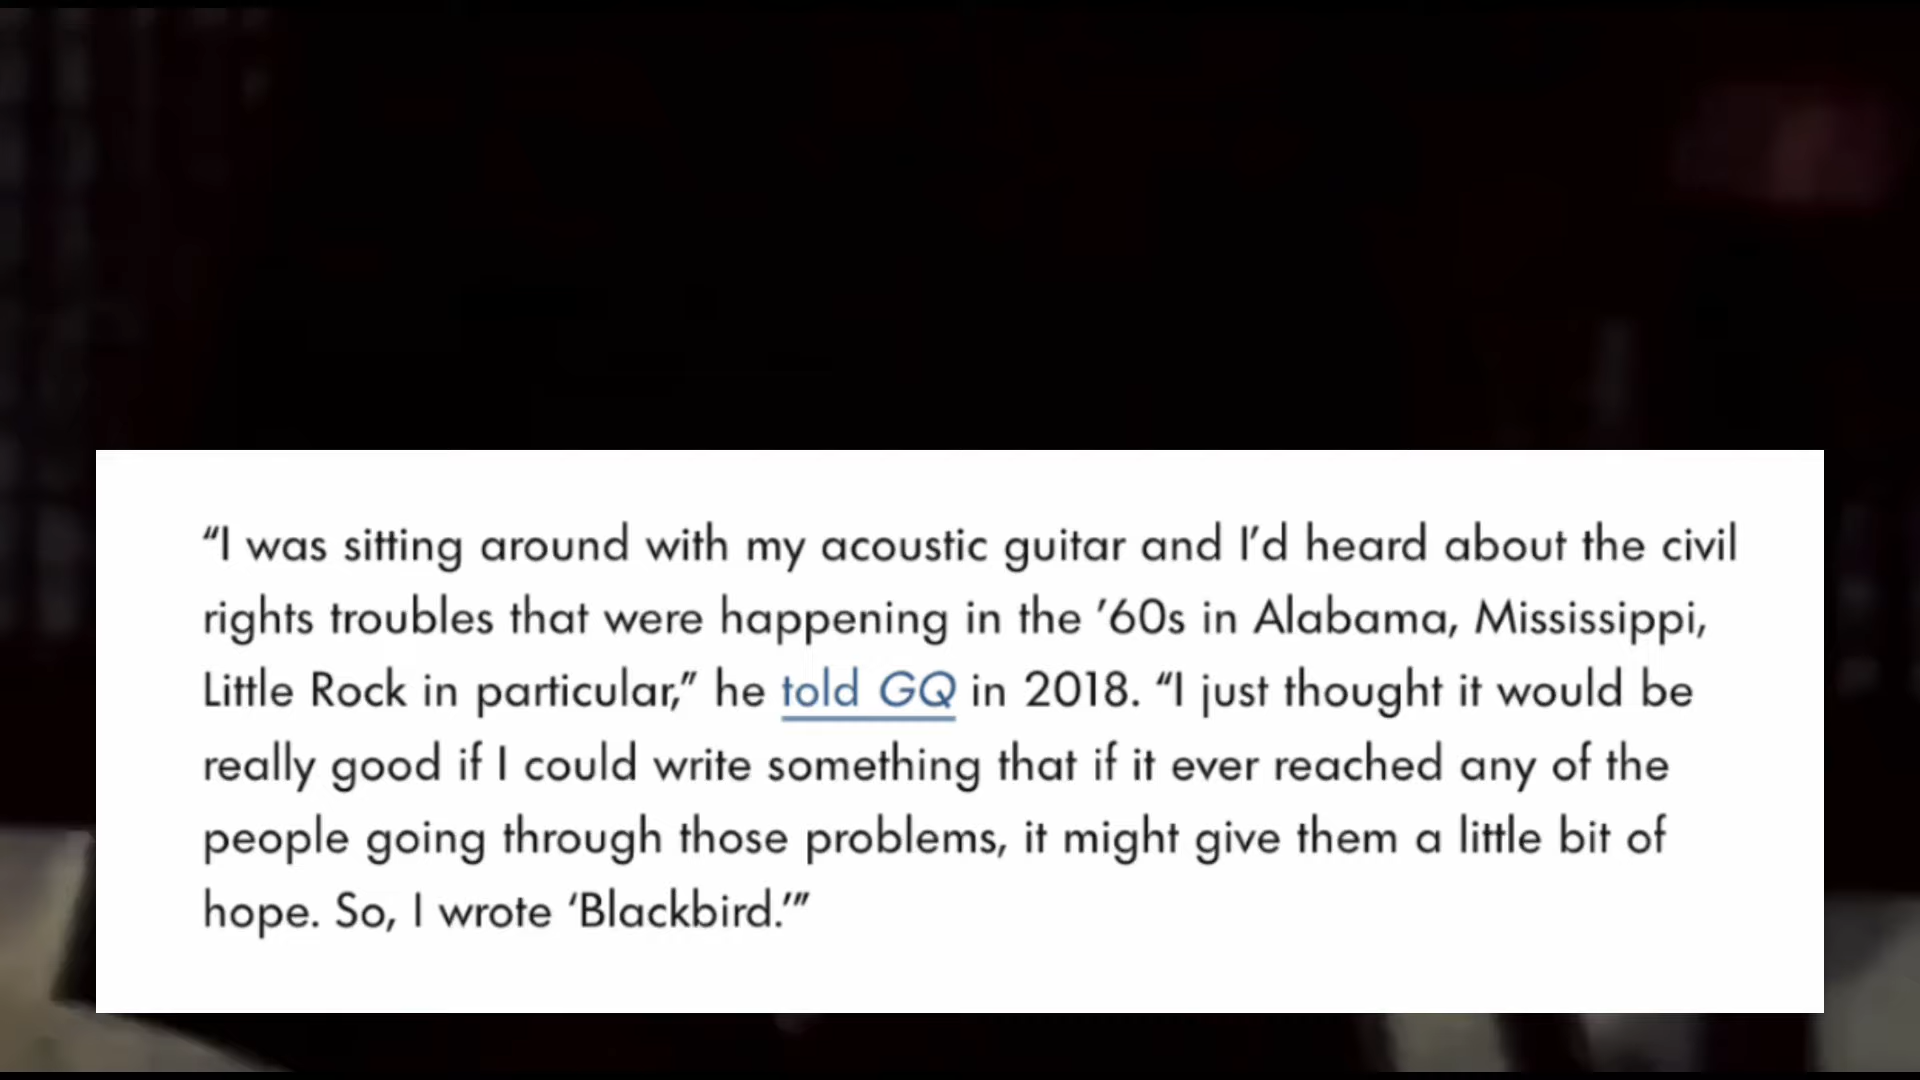 “I was sitting around with my acoustic guitar and I’d heard about the civil
rights troubles that were happening in the ’60s in Alabama, Mississippi,
Little Rock in particular,” he told GQ in 2018. “I just thought it would be
really good if I could write something that if it ever reached any of the
people going through those problems, it might give them a little bit of
hope. So, I wrote ‘Blackbird.’”